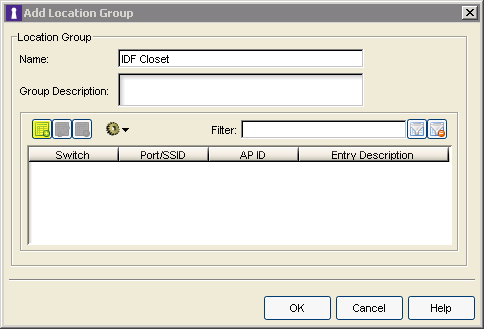 Add Location Group
Location Group
Name: IDF Closet
Group Description:
Filter:
Switch Port/SSID AP ID Entry Description
OK Cancel Help